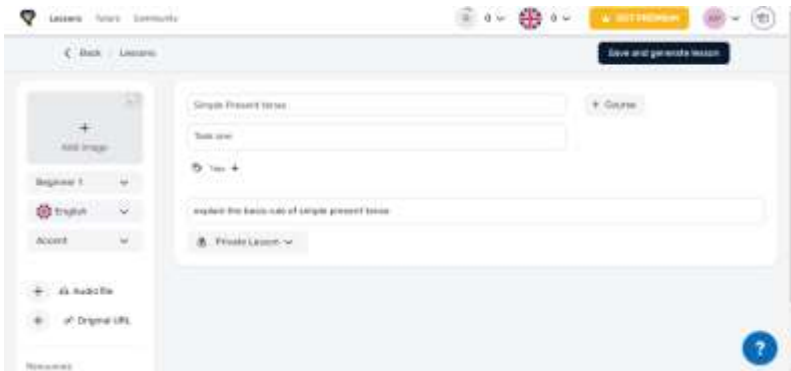 Lessons Tutors Community
0 0 GET PREMIUM
Back Lessons
Save and generate lesson
Simple Present tense
+ Course
Task one
Add image
Tags +
Beginner 1
English
explain the basic rule of simple present tense
Accent
Private Lesson
+ Audio file
Original URL
Resources
?